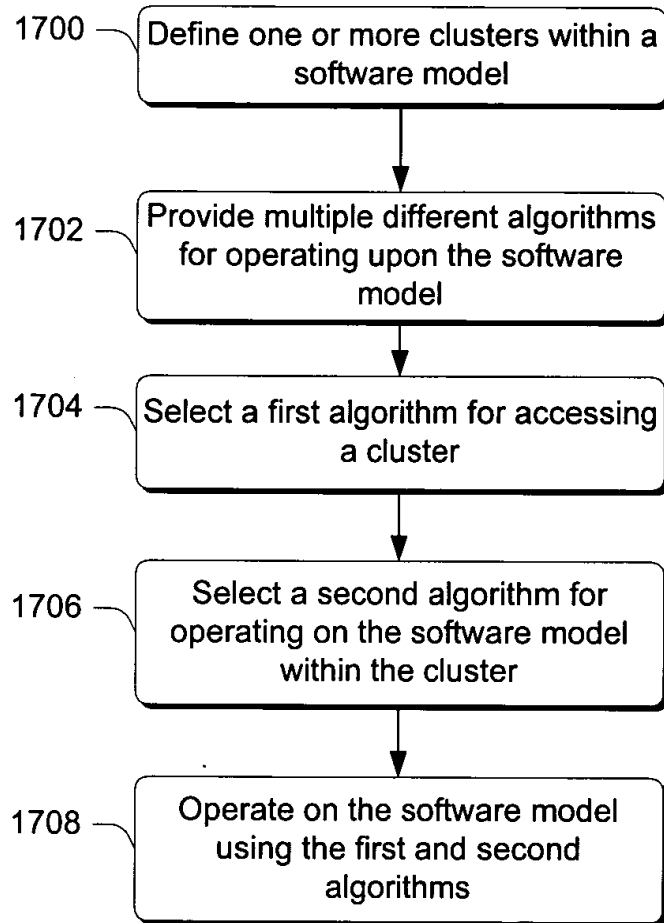 1700
Define one or more clusters within a
software model
1702
Provide multiple different algorithms
for operating upon the software
model
1704
Select a first algorithm for accessing
a cluster
1706
Select a second algorithm for
operating on the software model
within the cluster
1708
Operate on the software model
using the first and second
algorithms